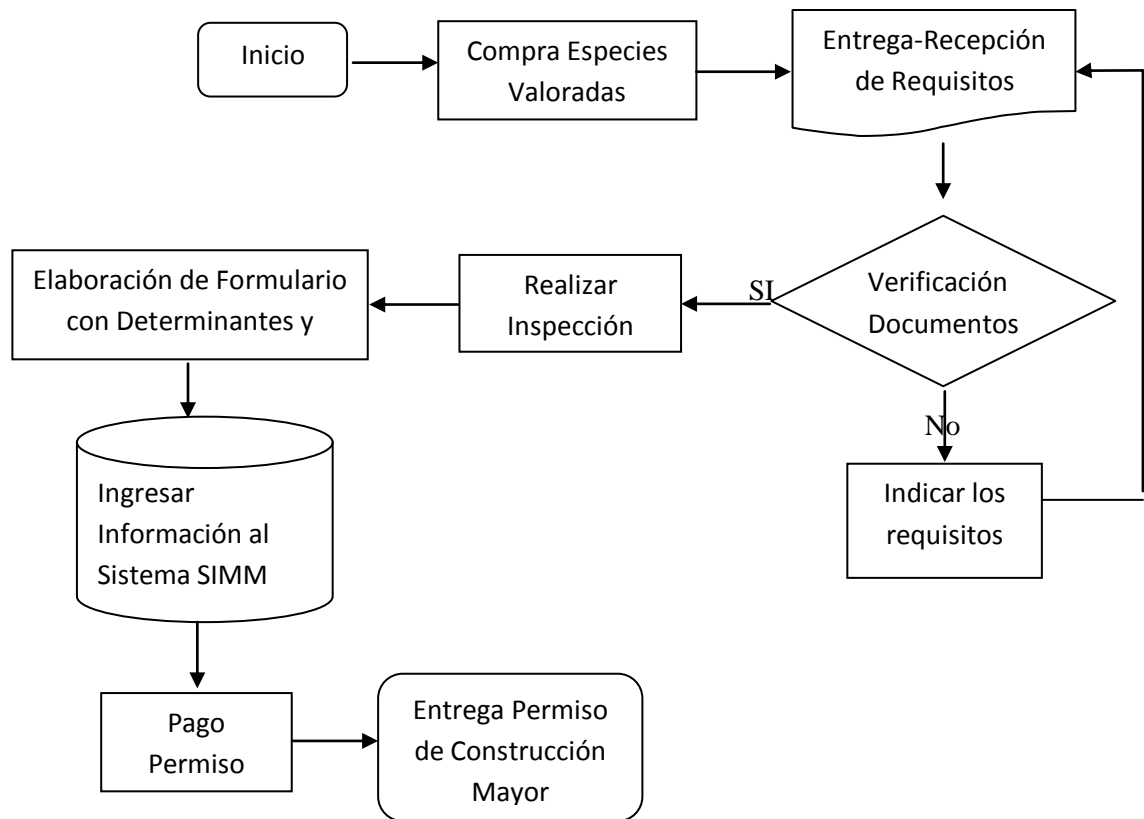 Inicio
Compra Especies
Valoradas
Entrega-Recepción
de Requisitos
Verificación
Documentos
SI
Realizar
Inspección
Elaboración de Formulario
con Determinantes y
No
Indicar los
requisitos
Ingresar
Información al
Sistema SIMM
Pago
Permiso
Entrega Permiso
de Construcción
Mayor